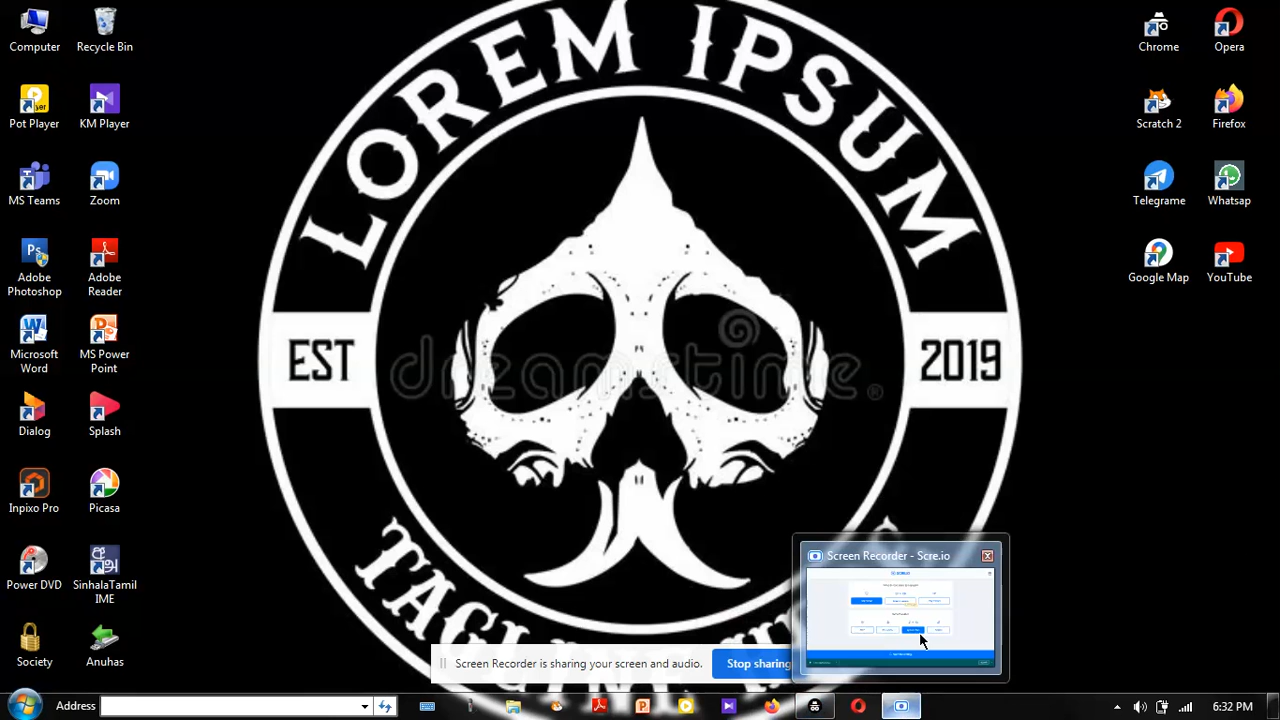 Computer
Recycle Bin
Pot Player
KM Player
MS Teams
Zoom
Adobe
Photoshop
Adobe
Reader
Microsoft
Word
MS Power
Point
Dialog
Splash
Inpixo Pro
Picasa
Power DVD
SinhalaTamil
IME
Society
Anuhas
Chrome
Opera
Scratch 2
Firefox
Telegrame
Whatsap
Google Map
YouTube
LOREM IPSUM
EST
2019
dreamstime®
Screen Recorder - Scre.io
Screen Recorder is sharing your screen and audio.
Stop sharing
Address
6:32 PM